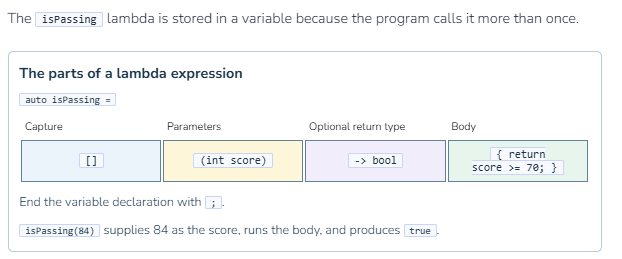 The isPassing lambda is stored in a variable because the program calls it more than once.
The parts of a lambda expression
auto isPassing =
Capture Parameters Optional return type Body
[] (int score) -> bool { return
score >= 70; }
End the variable declaration with ;.
isPassing(84) supplies 84 as the score, runs the body, and produces true.